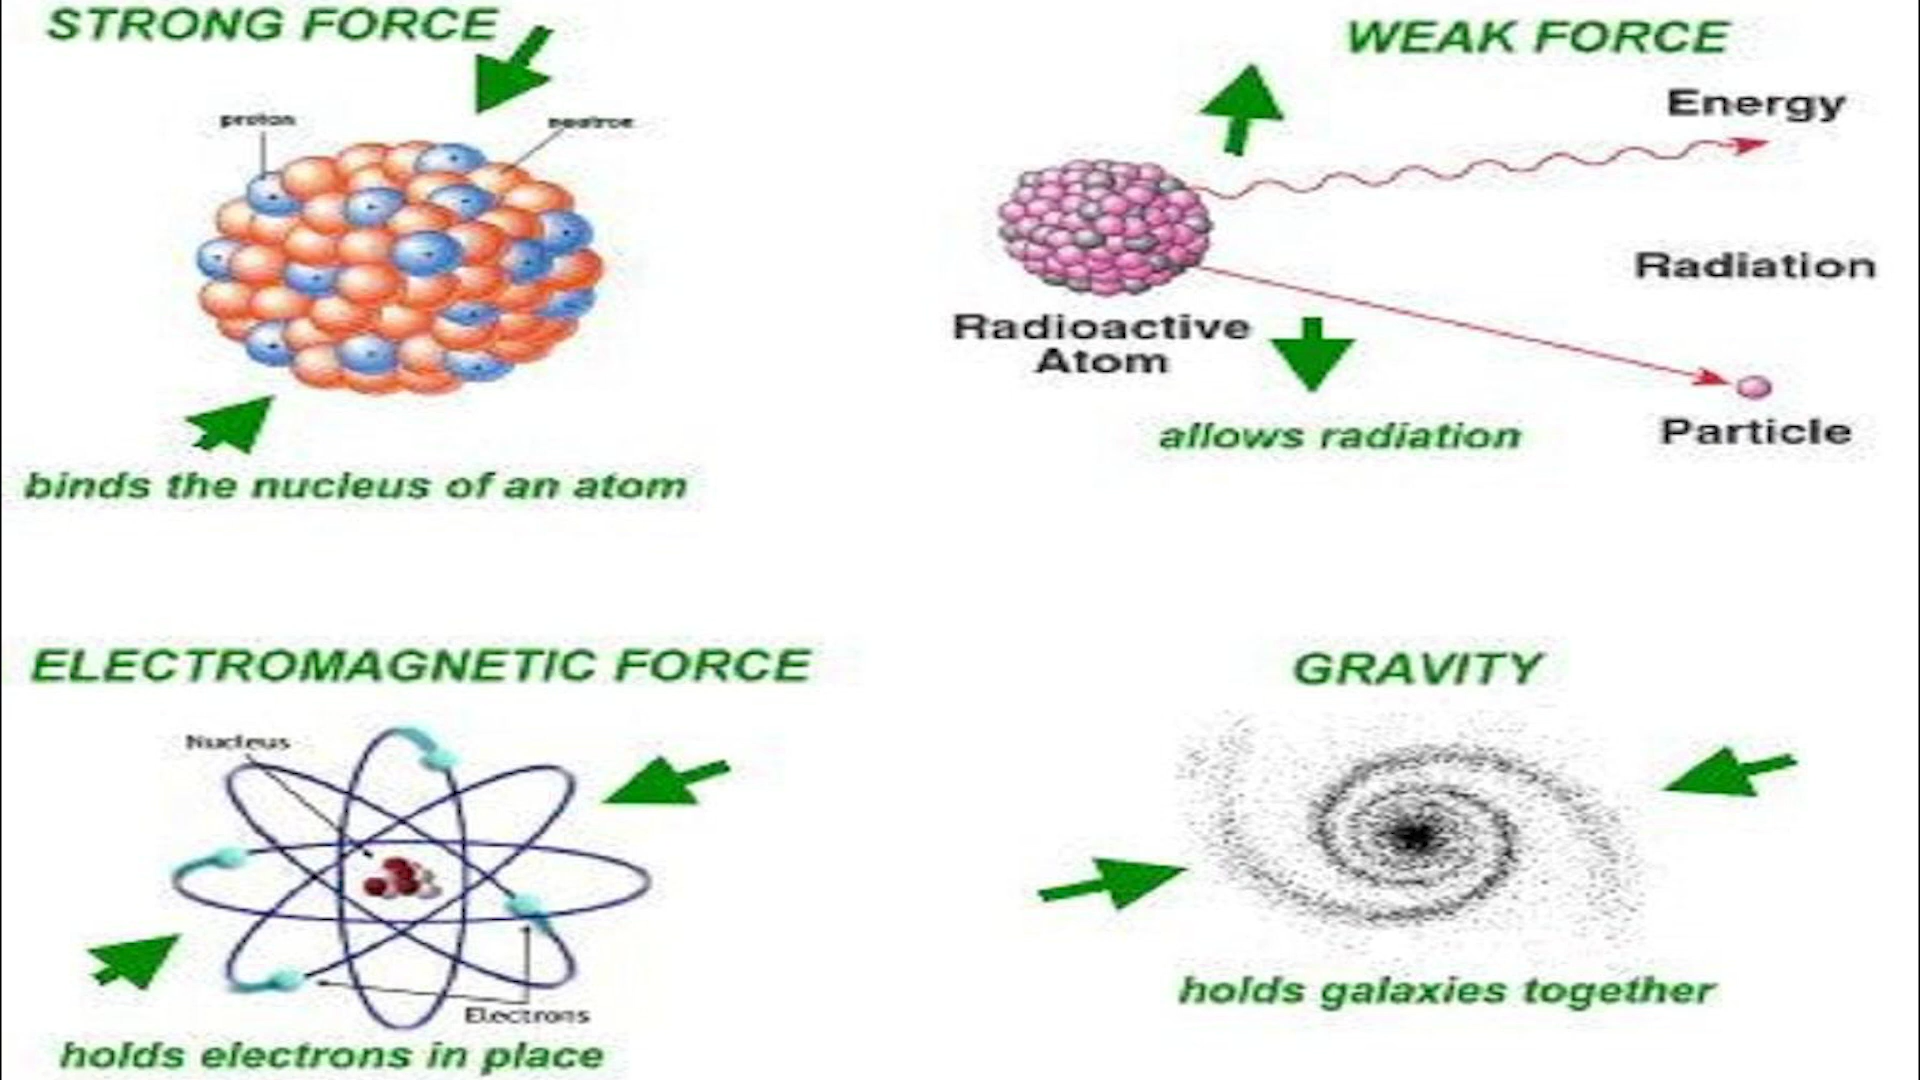 STRONG FORCE
proton
neutron
binds the nucleus of an atom
WEAK FORCE
Energy
Radiation
Radioactive
Atom
Particle
allows radiation
ELECTROMAGNETIC FORCE
Nucleus
Electrons
holds electrons in place
GRAVITY
holds galaxies together